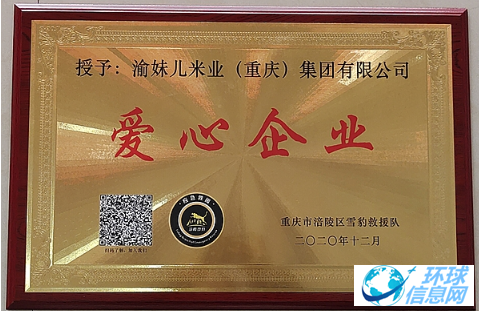 授予：渝妹儿米业（重庆）集团有限公司
爱心企业
重庆市涪陵区雪豹救援队
二〇二〇年十二月
环球
信息网